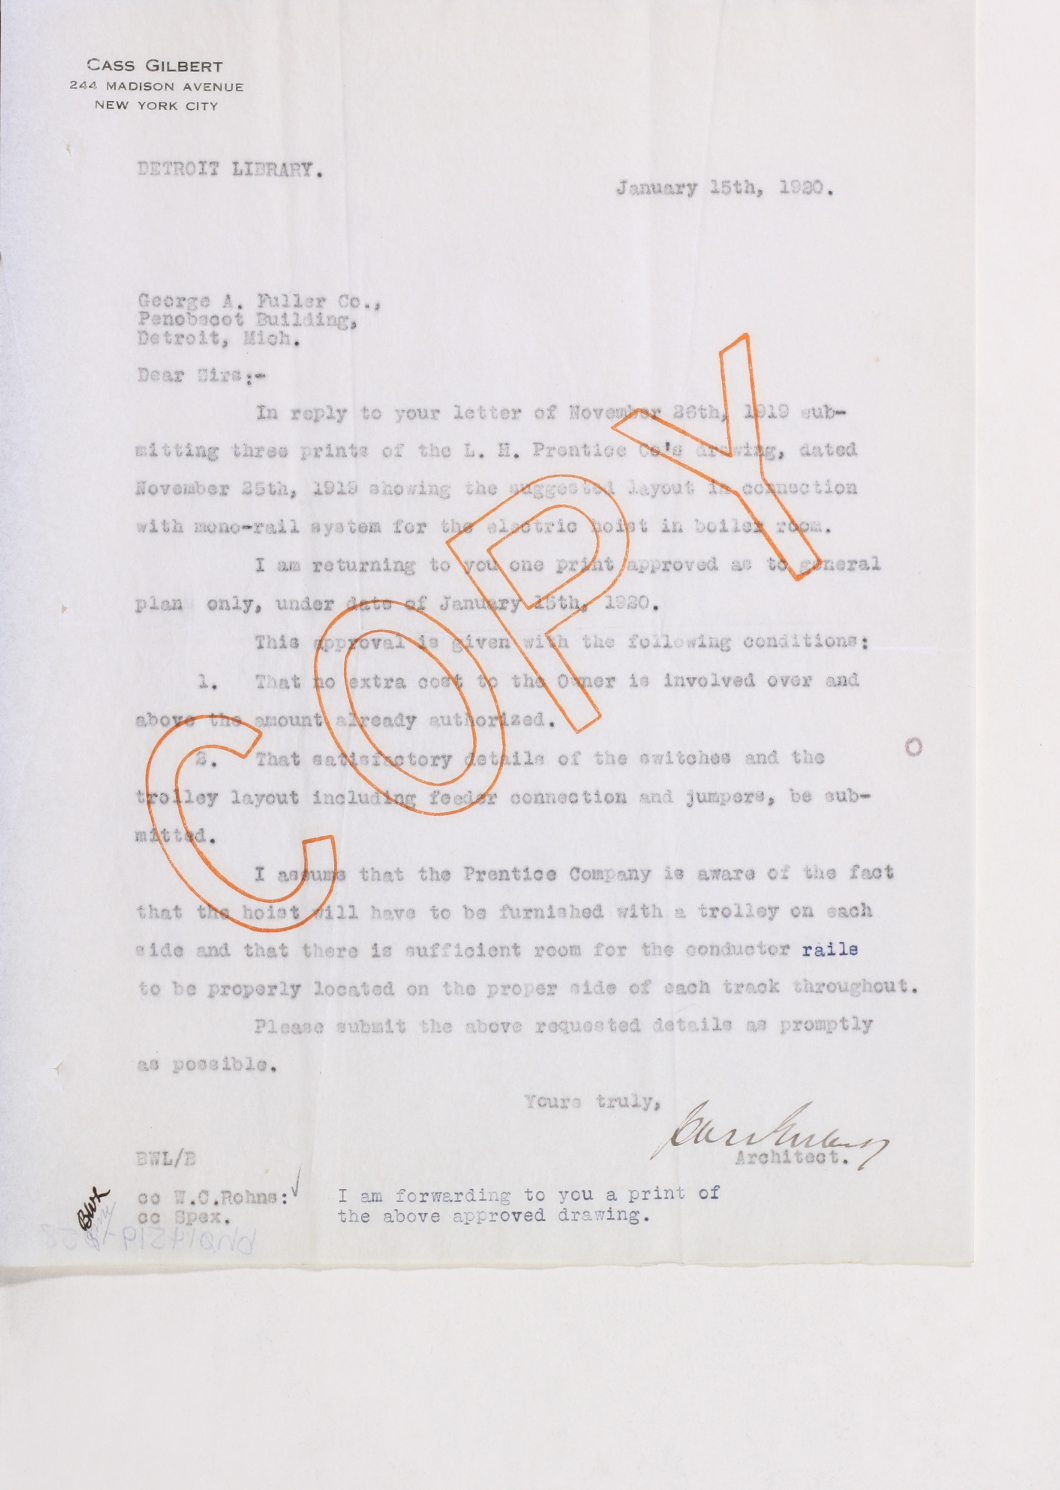 CASS GILBERT
244 MADISON AVENUE
NEW YORK CITY
DETROIT LIBRARY.
January 15th, 1920.
George A. Fuller Co.,
Penobscot Building,
Detroit, Mich.
Dear Sirs:-
In reply to your letter of November 26th, 1919 sub-
mitting three prints of the L. H. Prentice Co's drawing, dated
November 25th, 1919 showing the suggested layout in connection
with mono-rail system for the electric hoist in boiler room.
I am returning to you one print approved as to general
plan only, under date of January 15th, 1920.
This approval is given with the following conditions:
1. That no extra cost to the Owner is involved over and
above the amount already authorized.
2. That satisfactory details of the switches and the
trolley layout including feeder connection and jumpers, be sub-
mitted.
I assume that the Prentice Company is aware of the fact
that the hoist will have to be furnished with a trolley on each
side and that there is sufficient room for the conductor rails
to be properly located on the proper side of each track throughout.
Please submit the above requested details as promptly
as possible.
Yours truly,
Cass Gilbert
Architect.
BWL/B
cc W.C.Rohns: I am forwarding to you a print of
cc Spex. the above approved drawing.
COPY